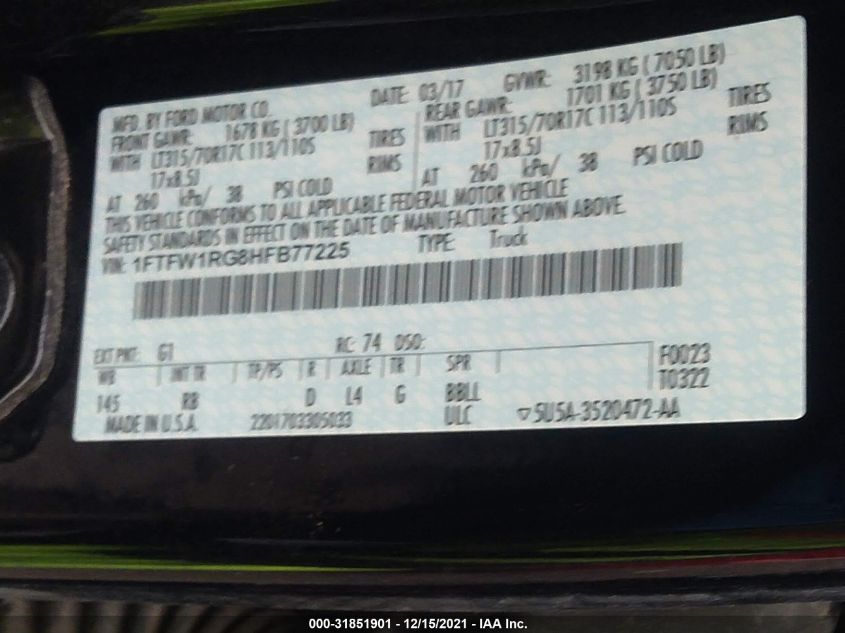 MFD. BY FORD MOTOR CO.
DATE: 03/17 GVWR: 3198 KG ( 7050 LB)
FRONT GAWR: 1678 KG ( 3700 LB)
REAR GAWR: 1701 KG ( 3750 LB)
WITH LT315/70R17C 113/110S TIRES
WITH LT315/70R17C 113/110S TIRES
17x8.5J RIMS
17x8.5J RIMS
AT 260 kPa/ 38 PSI COLD
AT 260 kPa/ 38 PSI COLD
THIS VEHICLE CONFORMS TO ALL APPLICABLE FEDERAL MOTOR VEHICLE
SAFETY STANDARDS IN EFFECT ON THE DATE OF MANUFACTURE SHOWN ABOVE.
VIN: 1FTFW1RG8HFB77225 TYPE: Truck
EXT PNT: G1 RC: 74 DSO:
WB INT TR TP/PS R AXLE TR SPR F0023
145 RB D L4 G BBLL T0322
MADE IN U.S.A. 2201703305033 ULC ▽5U5A-3520472-AA
000-31851901 - 12/15/2021 - IAA Inc.